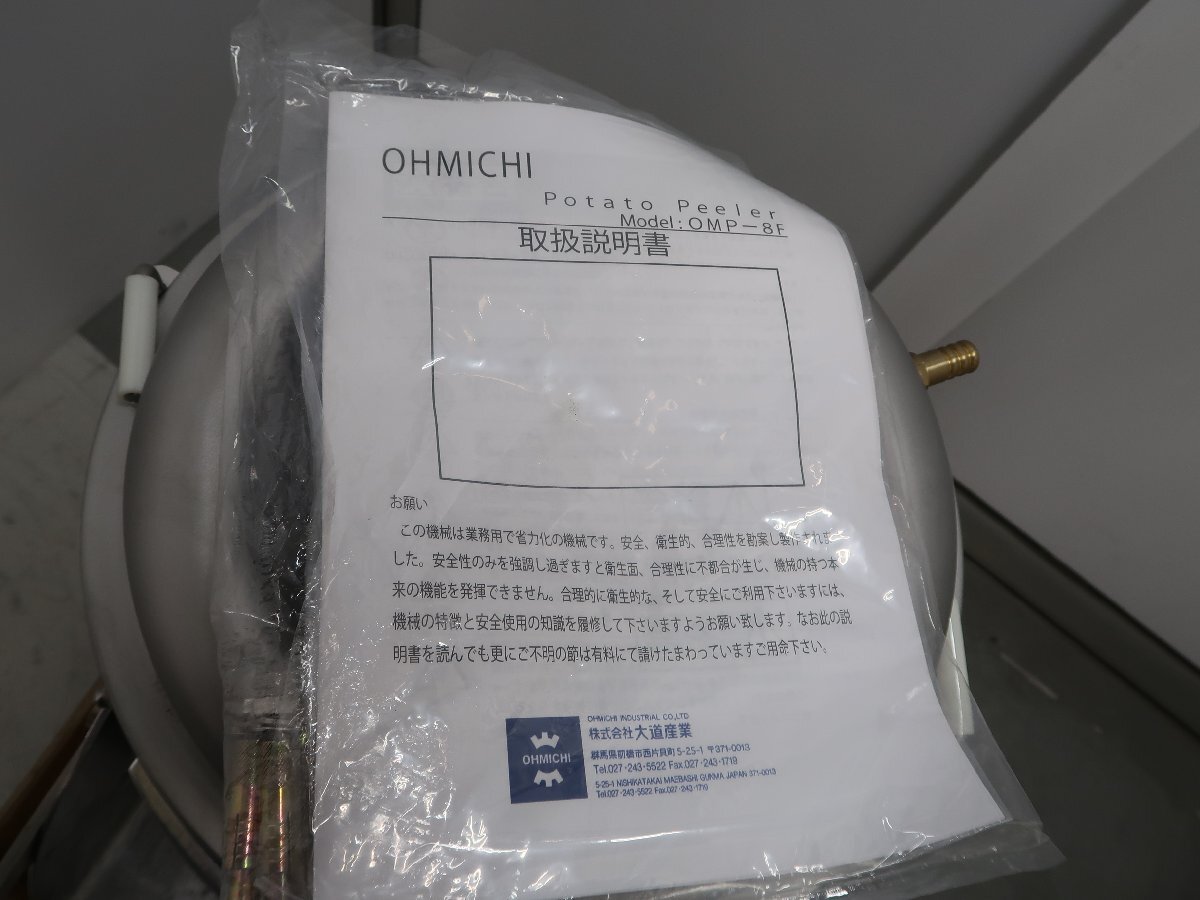 OHMICHI
Potato Peeler
Model:OMP-8F
取扱説明書
お願い
この機械は業務用で省力化の機械です。安全、衛生的、合理性を勘案し製作されま
した。安全性のみを強調し過ぎますと衛生面、合理性に不都合が生じ、機械の持つ本
来の機能を発揮できません。合理的に衛生的な、そして安全にご利用下さいますには、
機械の特徴と安全使用の知識を履修して下さいますようお願い致します。なお此の説
明書を読んでも更にご不明の節は有料にて請けたまわっていますご用命下さい。
OHMICHI
OHMICHI INDUSTRIAL CO.,LTD
株式会社大道産業
群馬県前橋市西片貝町5-25-1 〒371-0013
Tel.027-243-5522 Fax.027-243-1719
5-25-1 NISHIKATAKAI MAEBASHI GUNMA JAPAN 371-0013
Tel.027-243-5522 Fax.027-243-1719